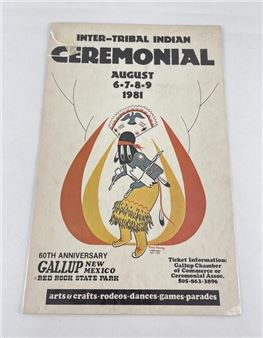 INTER-TRIBAL INDIAN
CEREMONIAL
AUGUST
6-7-8-9
1981
60TH ANNIVERSARY
GALLUP NEW MEXICO
RED ROCK STATE PARK
Ticket Information:
Gallup Chamber
of Commerce or
Ceremonial Assoc.
505-863-3896
arts & crafts-rodeos-dances-games-parades